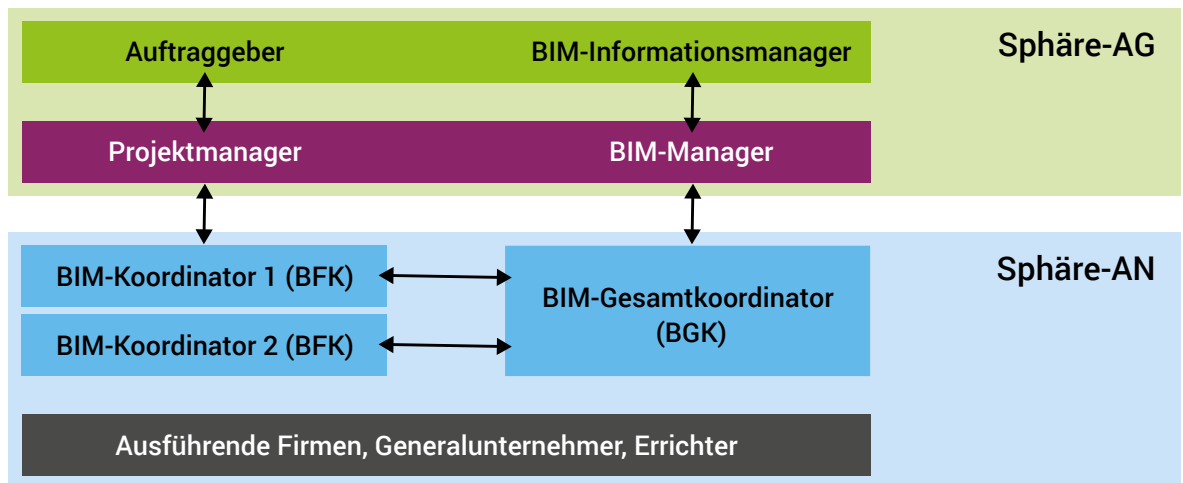 Auftraggeber
BIM-Informationsmanager
Sphäre-AG
Projektmanager
BIM-Manager
BIM-Koordinator 1 (BFK)
BIM-Koordinator 2 (BFK)
BIM-Gesamtkoordinator
(BGK)
Sphäre-AN
Ausführende Firmen, Generalunternehmer, Errichter